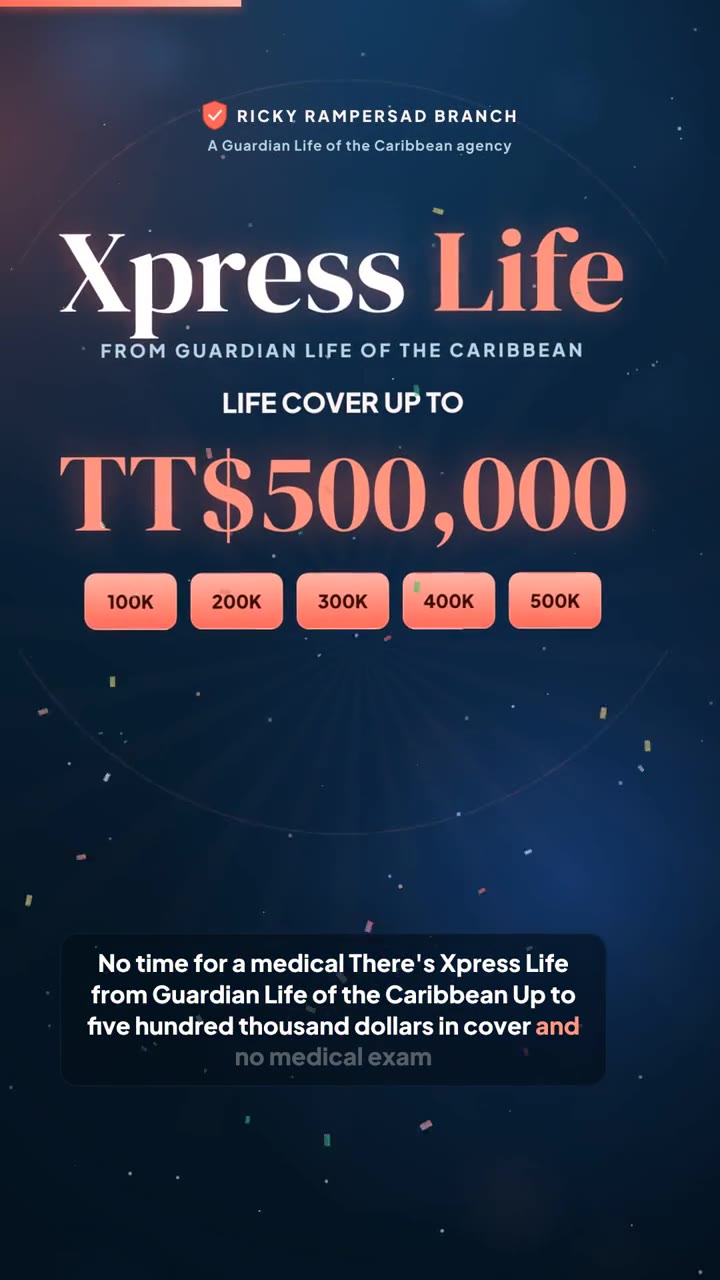 RICKY RAMPERSAD BRANCH
A Guardian Life of the Caribbean agency
Xpress Life
FROM GUARDIAN LIFE OF THE CARIBBEAN
LIFE COVER UP TO
TT$500,000
100K 200K 300K 400K 500K
No time for a medical There's Xpress Life
from Guardian Life of the Caribbean Up to
five hundred thousand dollars in cover and
no medical exam